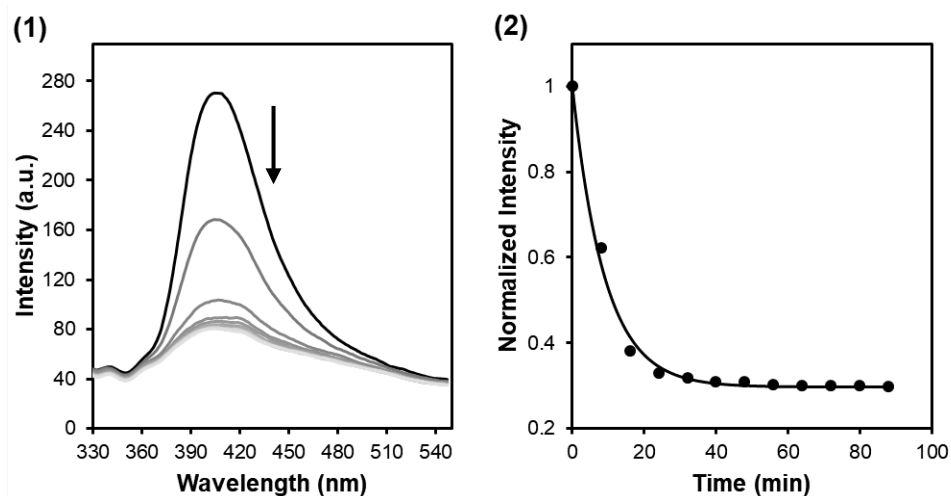 (1)
280
240
200
160
120
80
40
0
Intensity (a.u.)
330 360 390 420 450 480 510 540
Wavelength (nm)
(2)
1
0.8
0.6
0.4
0.2
Normalized Intensity
0 20 40 60 80 100
Time (min)